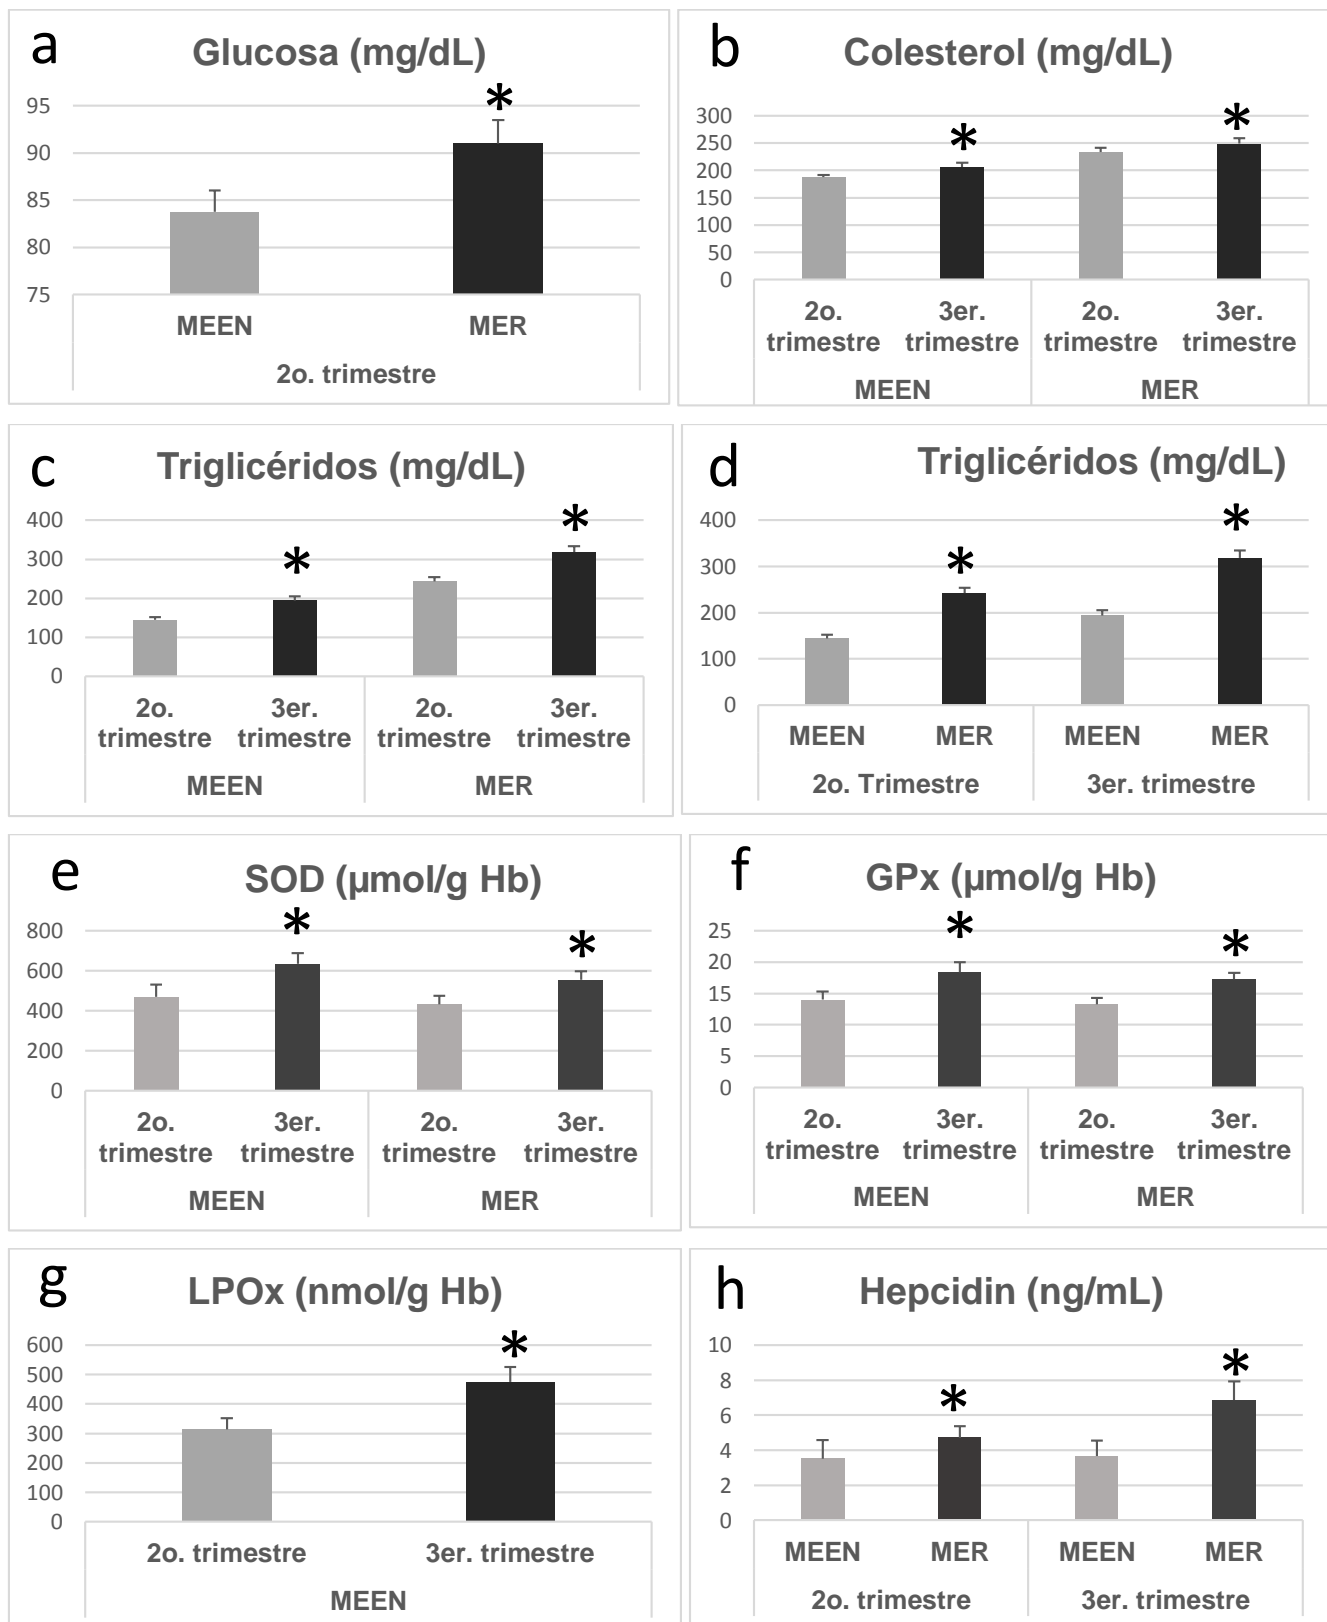 a
Glucosa (mg/dL)
*
95
90
85
80
75
MEEN MER
2o. trimestre
b
Colesterol (mg/dL)
* *
300
250
200
150
100
50
0
2o. 3er. 2o. 3er.
trimestre trimestre trimestre trimestre
MEEN MER
c
Triglicéridos (mg/dL)
* *
400
300
200
100
0
2o. 3er. 2o. 3er.
trimestre trimestre trimestre trimestre
MEEN MER
d
Triglicéridos (mg/dL)
* *
400
300
200
100
0
MEEN MER MEEN MER
2o. Trimestre 3er. trimestre
e
SOD (µmol/g Hb)
* *
800
600
400
200
0
2o. 3er. 2o. 3er.
trimestre trimestre trimestre trimestre
MEEN MER
f
GPx (µmol/g Hb)
* *
25
20
15
10
5
0
2o. 3er. 2o. 3er.
trimestre trimestre trimestre trimestre
MEEN MER
g
LPOx (nmol/g Hb)
*
600
500
400
300
200
100
0
2o. trimestre 3er. trimestre
MEEN
h
Hepcidin (ng/mL)
* *
10
8
6
4
2
0
MEEN MER MEEN MER
2o. trimestre 3er. trimestre